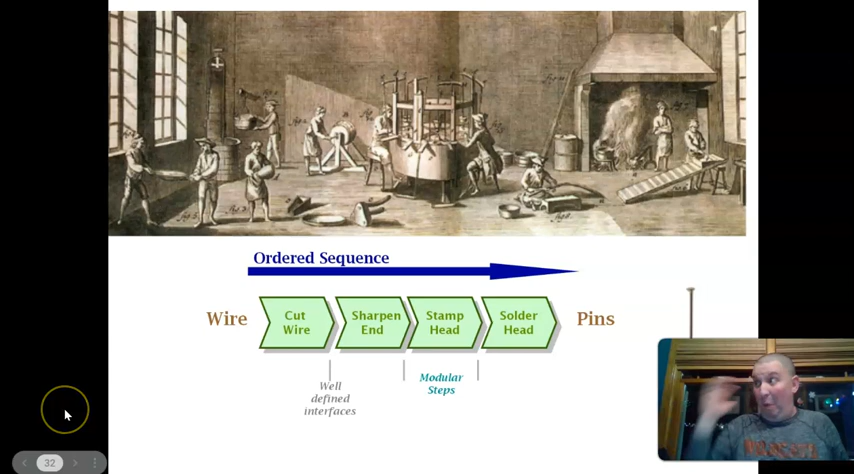 Ordered Sequence
Wire
Cut
Wire
Sharpen
End
Stamp
Head
Solder
Head
Pins
Well
defined
interfaces
Modular
Steps
32